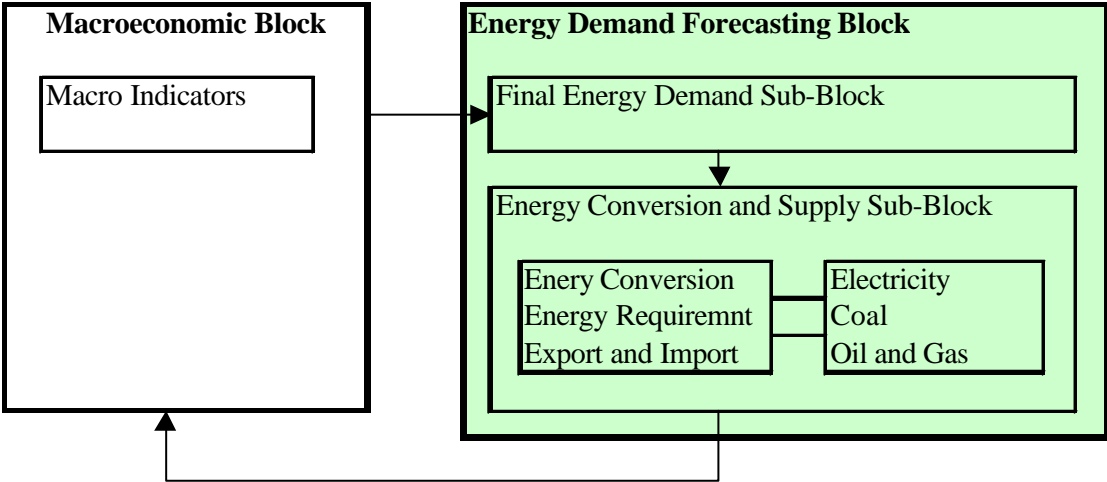 Macroeconomic Block
Macro Indicators
Energy Demand Forecasting Block
Final Energy Demand Sub-Block
Energy Conversion and Supply Sub-Block
Enery Conversion
Energy Requiremnt
Export and Import
Electricity
Coal
Oil and Gas